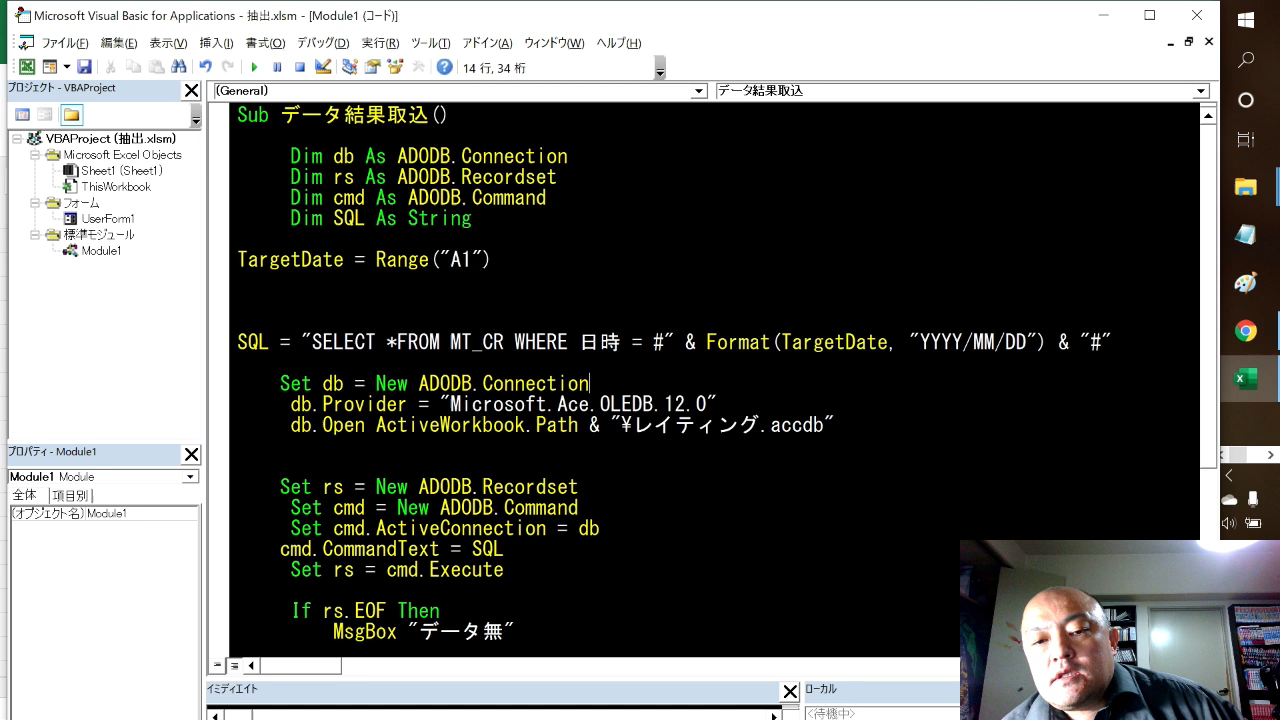 Microsoft Visual Basic for Applications - 抽出.xlsm - [Module1 (コード)]
ファイル(F) 編集(E) 表示(V) 挿入(I) 書式(O) デバッグ(D) 実行(R) ツール(T) アドイン(A) ウィンドウ(W) ヘルプ(H)
14 行, 34 桁
プロジェクト - VBAProject
(General)
データ結果取込
VBAProject (抽出.xlsm)
Microsoft Excel Objects
Sheet1 (Sheet1)
ThisWorkbook
フォーム
UserForm1
標準モジュール
Module1
Sub データ結果取込()
Dim db As ADODB.Connection
Dim rs As ADODB.Recordset
Dim cmd As ADODB.Command
Dim SQL As String
TargetDate = Range("A1")
SQL = "SELECT *FROM MT_CR WHERE 日時 = #" & Format(TargetDate, "YYYY/MM/DD") & "#"
Set db = New ADODB.Connection
db.Provider = "Microsoft.Ace.OLEDB.12.0"
db.Open ActiveWorkbook.Path & "¥レイティング.accdb"
Set rs = New ADODB.Recordset
Set cmd = New ADODB.Command
Set cmd.ActiveConnection = db
cmd.CommandText = SQL
Set rs = cmd.Execute
If rs.EOF Then
MsgBox "データ無"
プロパティ - Module1
Module1 Module
全体 項目別
(オブジェクト名) Module1
イミディエイト
ローカル
<待機中>